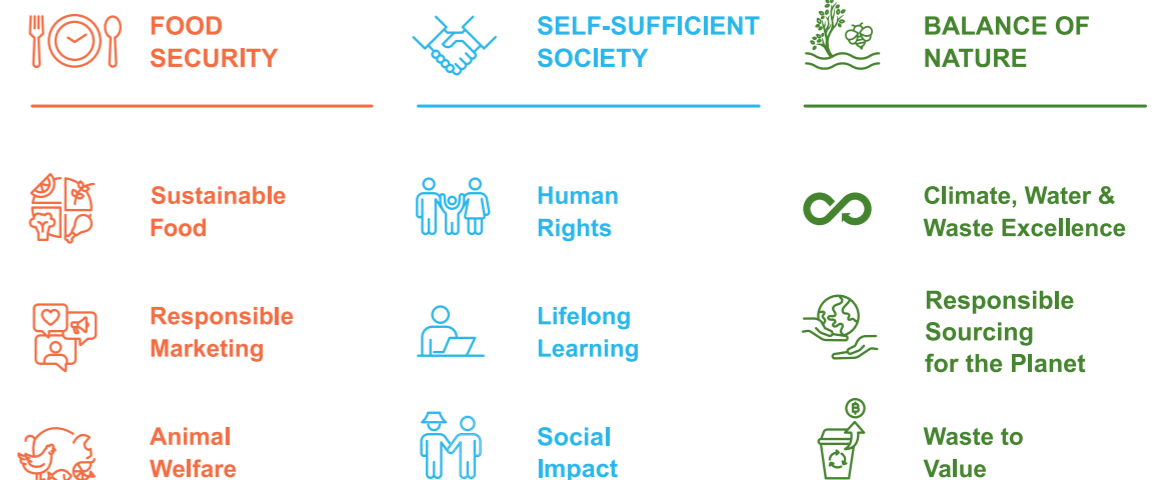 FOOD
SECURITY
SELF-SUFFICIENT
SOCIETY
BALANCE OF
NATURE
Sustainable
Food
Human
Rights
Climate, Water &
Waste Excellence
Responsible
Marketing
Lifelong
Learning
Responsible
Sourcing
for the Planet
Animal
Welfare
Social
Impact
฿
Waste to
Value